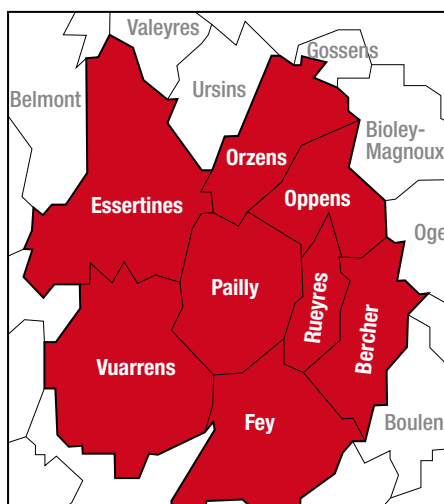 Valeyres
Gossens
Belmont
Ursins
Bioley-
Magnoux
Orzens
Essertines
Oppens
Oge
Pailly
Rueyres
Vuarrens
Bercher
Fey
Boulen